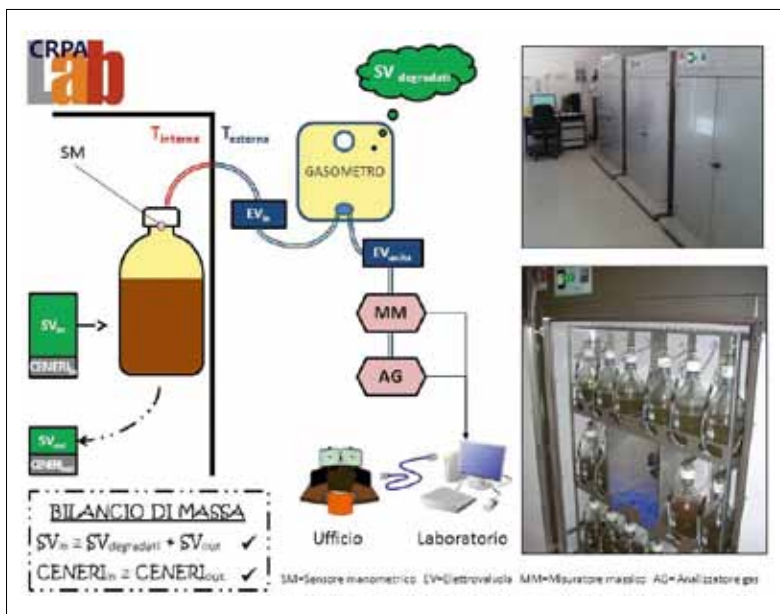 CRPA
Lab
SV degradati
T interna T esterna
SM
GASOMETRO
EV in
EV uscita
MM
SV in
CENERI in
AG
SV out
CENERI out
BILANCIO DI MASSA
SV in = SV degradati + SV out ✓
CENERI in = CENERI out ✓
Ufficio Laboratorio
SM=Sensore manometrico EV=Elettrovalvola MM=Misuratore massico AG=Analizzatore gas